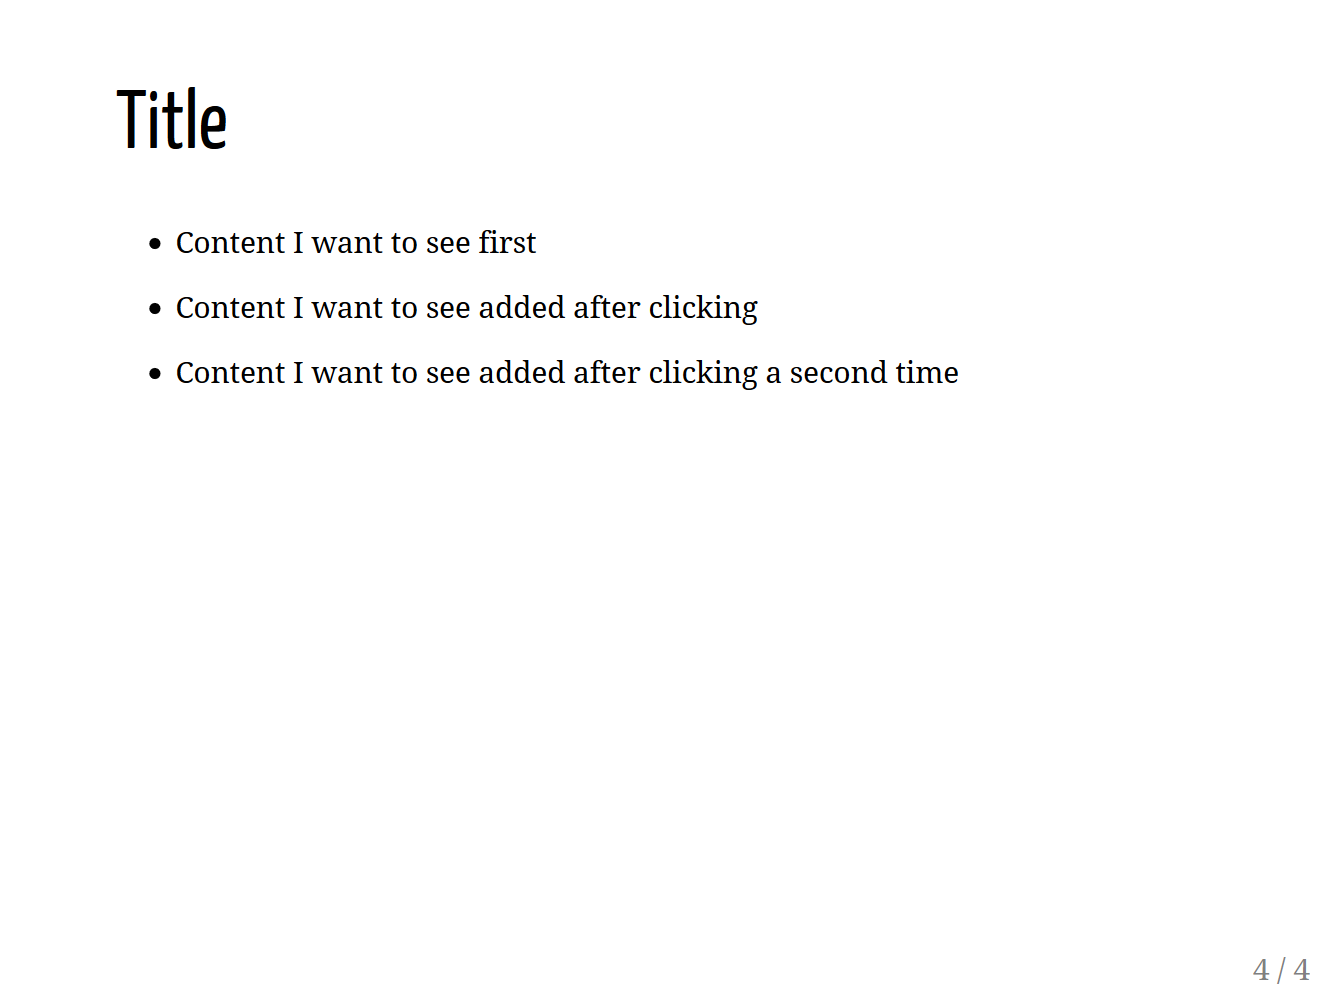 Title
• Content I want to see first
• Content I want to see added after clicking
• Content I want to see added after clicking a second time
4 / 4